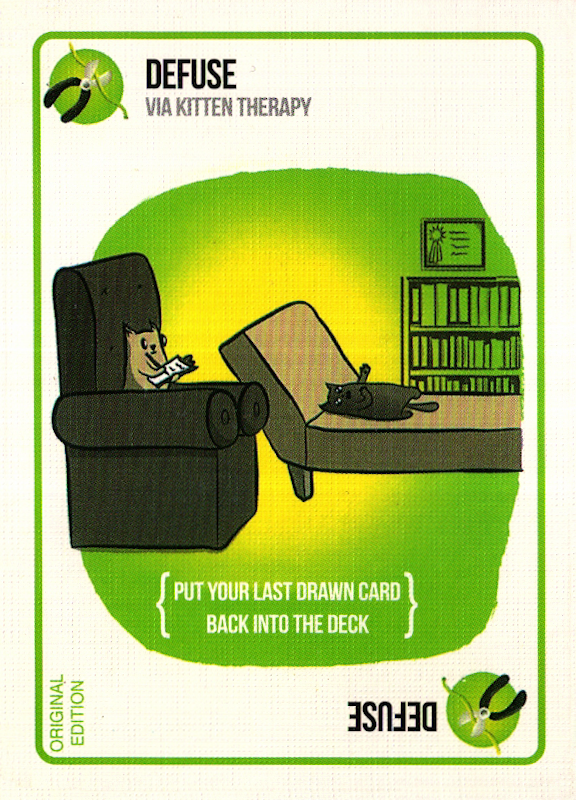 DEFUSE
VIA KITTEN THERAPY
{ PUT YOUR LAST DRAWN CARD
BACK INTO THE DECK }
ORIGINAL
EDITION
DEFUSE